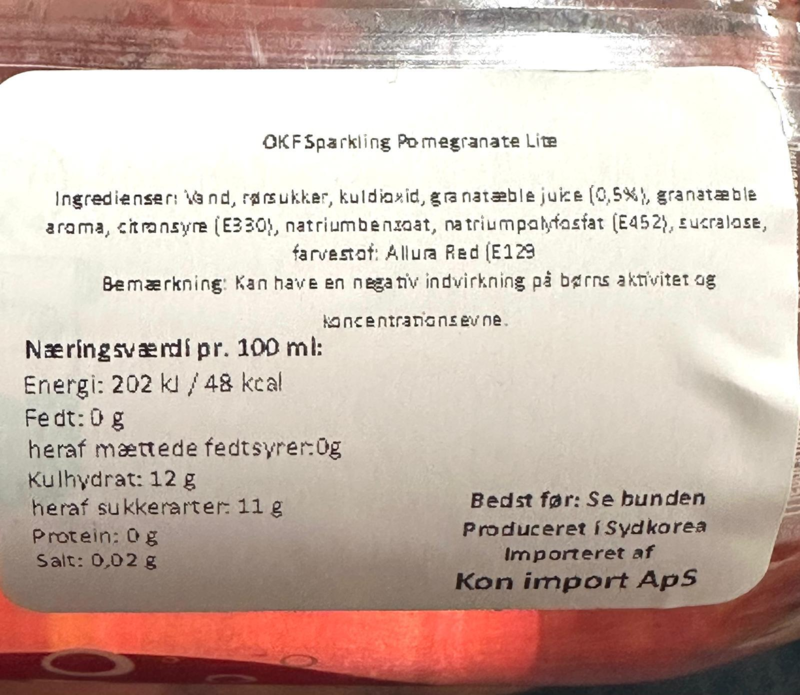 OKF Sparkling Pomegranate Lite
Ingredienser: Vand, rørsukker, kuldioxid, granatæble juice (0,5%), granatæble
aroma, citronsyre (E330), natriumbenzoat, natriumpolyfosfat (E452), sucralose,
farvestof: Allura Red (E129
Bemærkning: Kan have en negativ indvirkning på børns aktivitet og
koncentrationsevne.
Næringsværdi pr. 100 ml:
Energi: 202 kJ / 48 kcal
Fedt: 0 g
heraf mættede fedtsyrer:0g
Kulhydrat: 12 g
heraf sukkerarter: 11 g
Protein: 0 g
Salt: 0,02 g
Bedst før: Se bunden
Produceret i Sydkorea
Importeret af
Kon import ApS